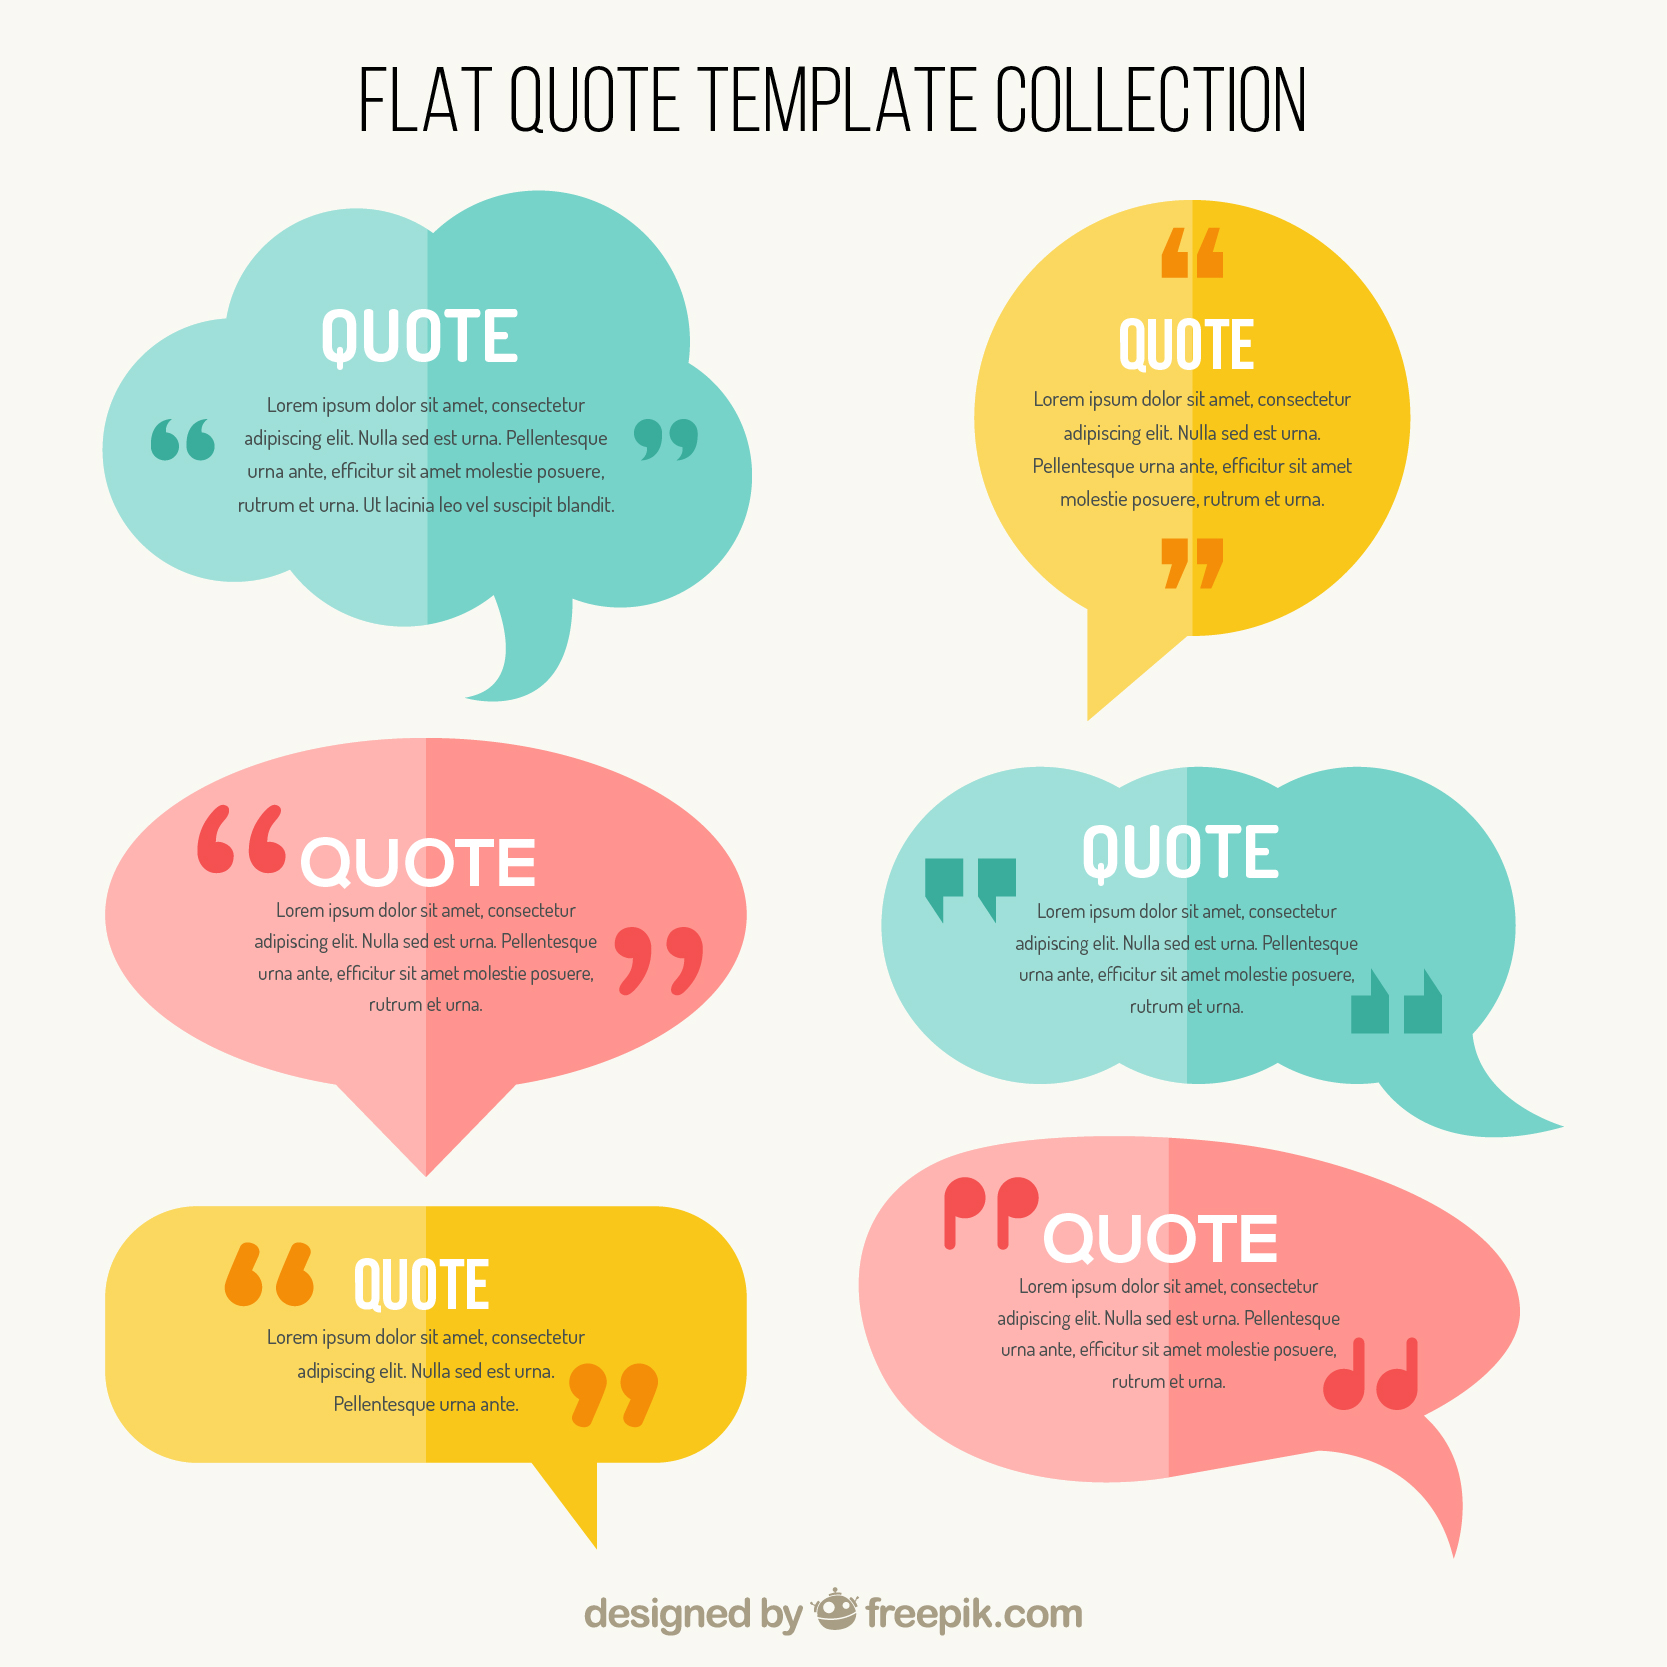 FLAT QUOTE TEMPLATE COLLECTION
“
QUOTE
Lorem ipsum dolor sit amet, consectetur
adipiscing elit. Nulla sed est urna. Pellentesque
urna ante, efficitur sit amet molestie posuere,
rutrum et urna. Ut lacinia leo vel suscipit blandit.
”
“
QUOTE
Lorem ipsum dolor sit amet, consectetur
adipiscing elit. Nulla sed est urna.
Pellentesque urna ante, efficitur sit amet
molestie posuere, rutrum et urna.
”
“
QUOTE
Lorem ipsum dolor sit amet, consectetur
adipiscing elit. Nulla sed est urna. Pellentesque
urna ante, efficitur sit amet molestie posuere,
rutrum et urna.
”
"
QUOTE
Lorem ipsum dolor sit amet, consectetur
adipiscing elit. Nulla sed est urna. Pellentesque
urna ante, efficitur sit amet molestie posuere,
rutrum et urna.
"
“
QUOTE
Lorem ipsum dolor sit amet, consectetur
adipiscing elit. Nulla sed est urna.
Pellentesque urna ante.
”
"
QUOTE
Lorem ipsum dolor sit amet, consectetur
adipiscing elit. Nulla sed est urna. Pellentesque
urna ante, efficitur sit amet molestie posuere,
rutrum et urna.
"
designed by freepik.com